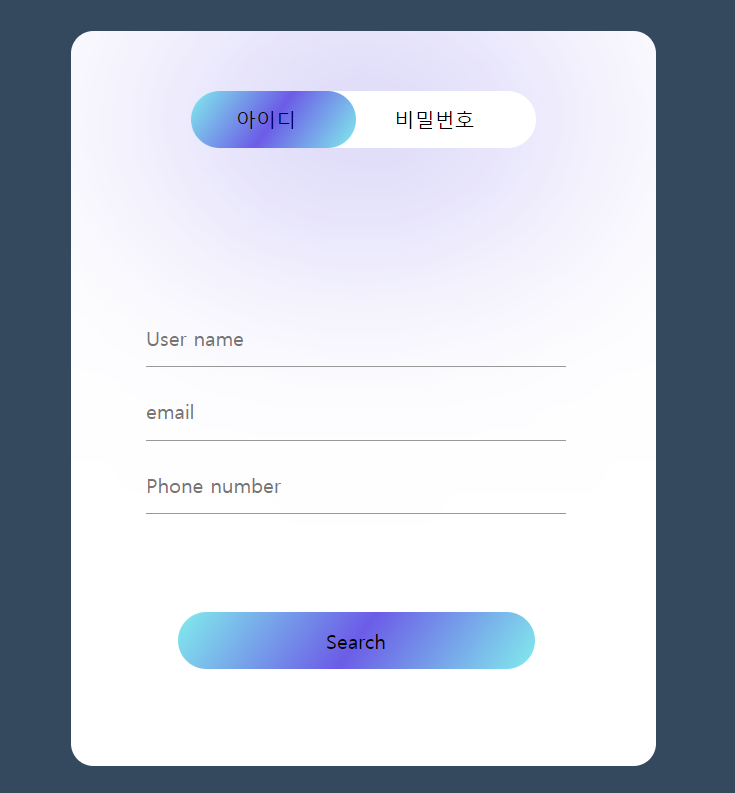 아이디 비밀번호
User name
email
Phone number
Search